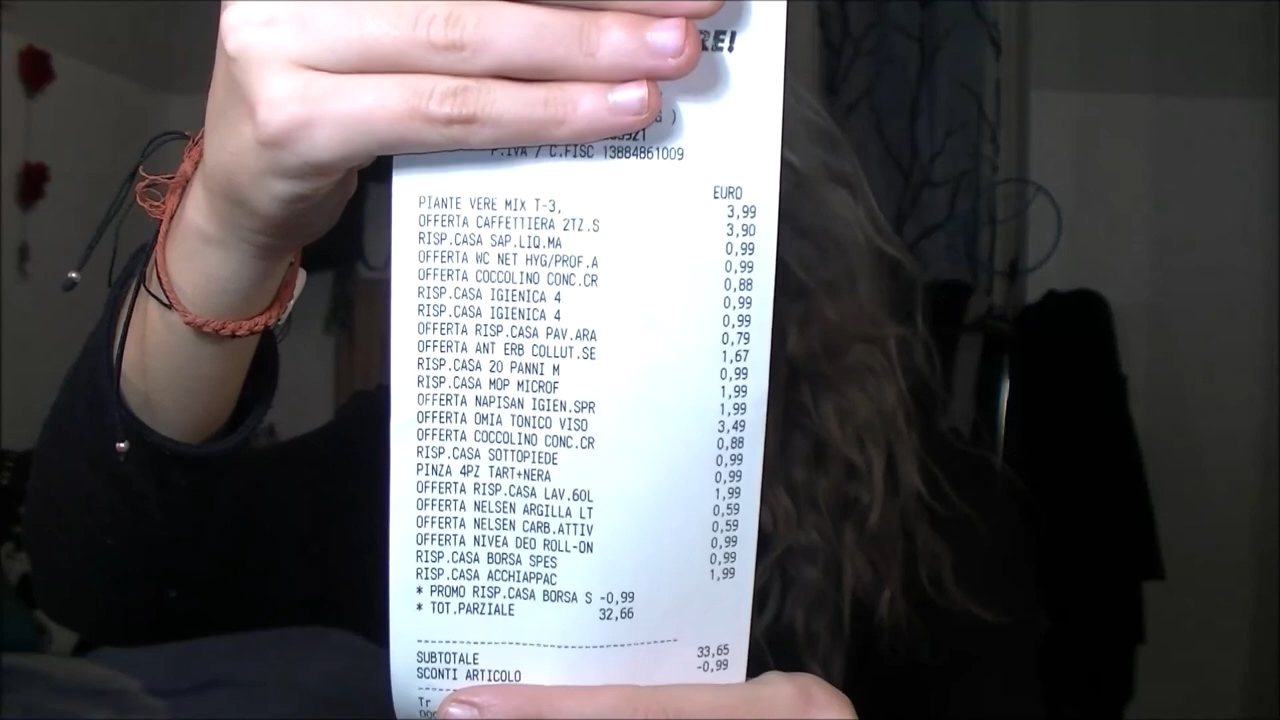 RE!
G )
P.IVA / C.FISC 13884861009
EURO
PIANTE VERE MIX T-3, 3,99
OFFERTA CAFFETTIERA 2TZ.S 3,90
RISP.CASA SAP.LIQ.MA 0,99
OFFERTA WC NET HYG/PROF.A 0,99
OFFERTA COCCOLINO CONC.CR 0,88
RISP.CASA IGIENICA 4 0,99
RISP.CASA IGIENICA 4 0,99
OFFERTA RISP.CASA PAV.ARA 0,79
OFFERTA ANT ERB COLLUT.SE 1,67
RISP.CASA 20 PANNI M 0,99
RISP.CASA MOP MICROF 1,99
OFFERTA NAPISAN IGIEN.SPR 1,99
OFFERTA OMIA TONICO VISO 3,49
OFFERTA COCCOLINO CONC.CR 0,88
RISP.CASA SOTTOPIEDE 0,99
PINZA 4PZ TART+NERA 0,99
OFFERTA RISP.CASA LAV.60L 1,99
OFFERTA NELSEN ARGILLA LT 0,59
OFFERTA NELSEN CARB.ATTIV 0,59
OFFERTA NIVEA DEO ROLL-ON 0,99
RISP.CASA BORSA SPES 0,99
RISP.CASA ACCHIAPPAC 1,99
* PROMO RISP.CASA BORSA S -0,99
* TOT.PARZIALE 32,66
SUBTOTALE 33,65
SCONTI ARTICOLO -0,99
Tr